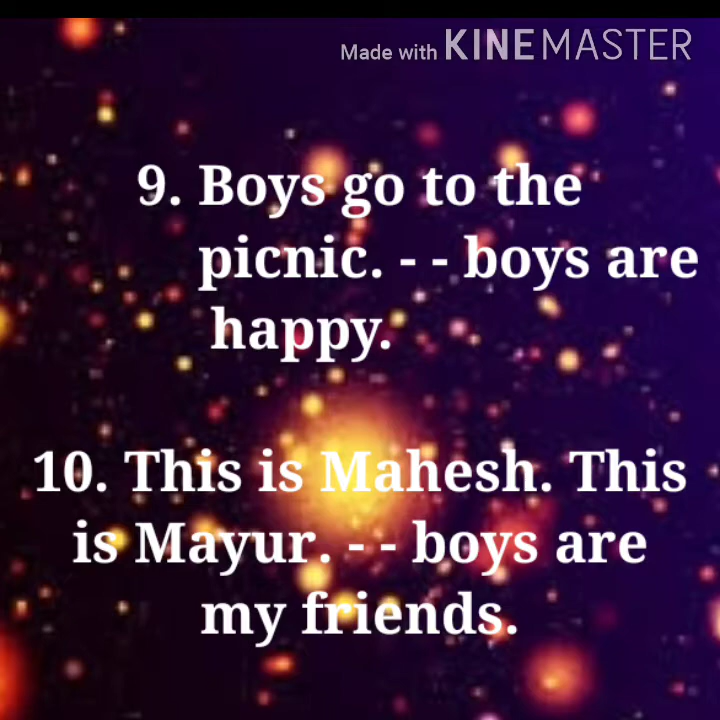 Made with KINEMASTER
9. Boys go to the
picnic. - - boys are
happy.
10. This is Mahesh. This
is Mayur. - - boys are
my friends.